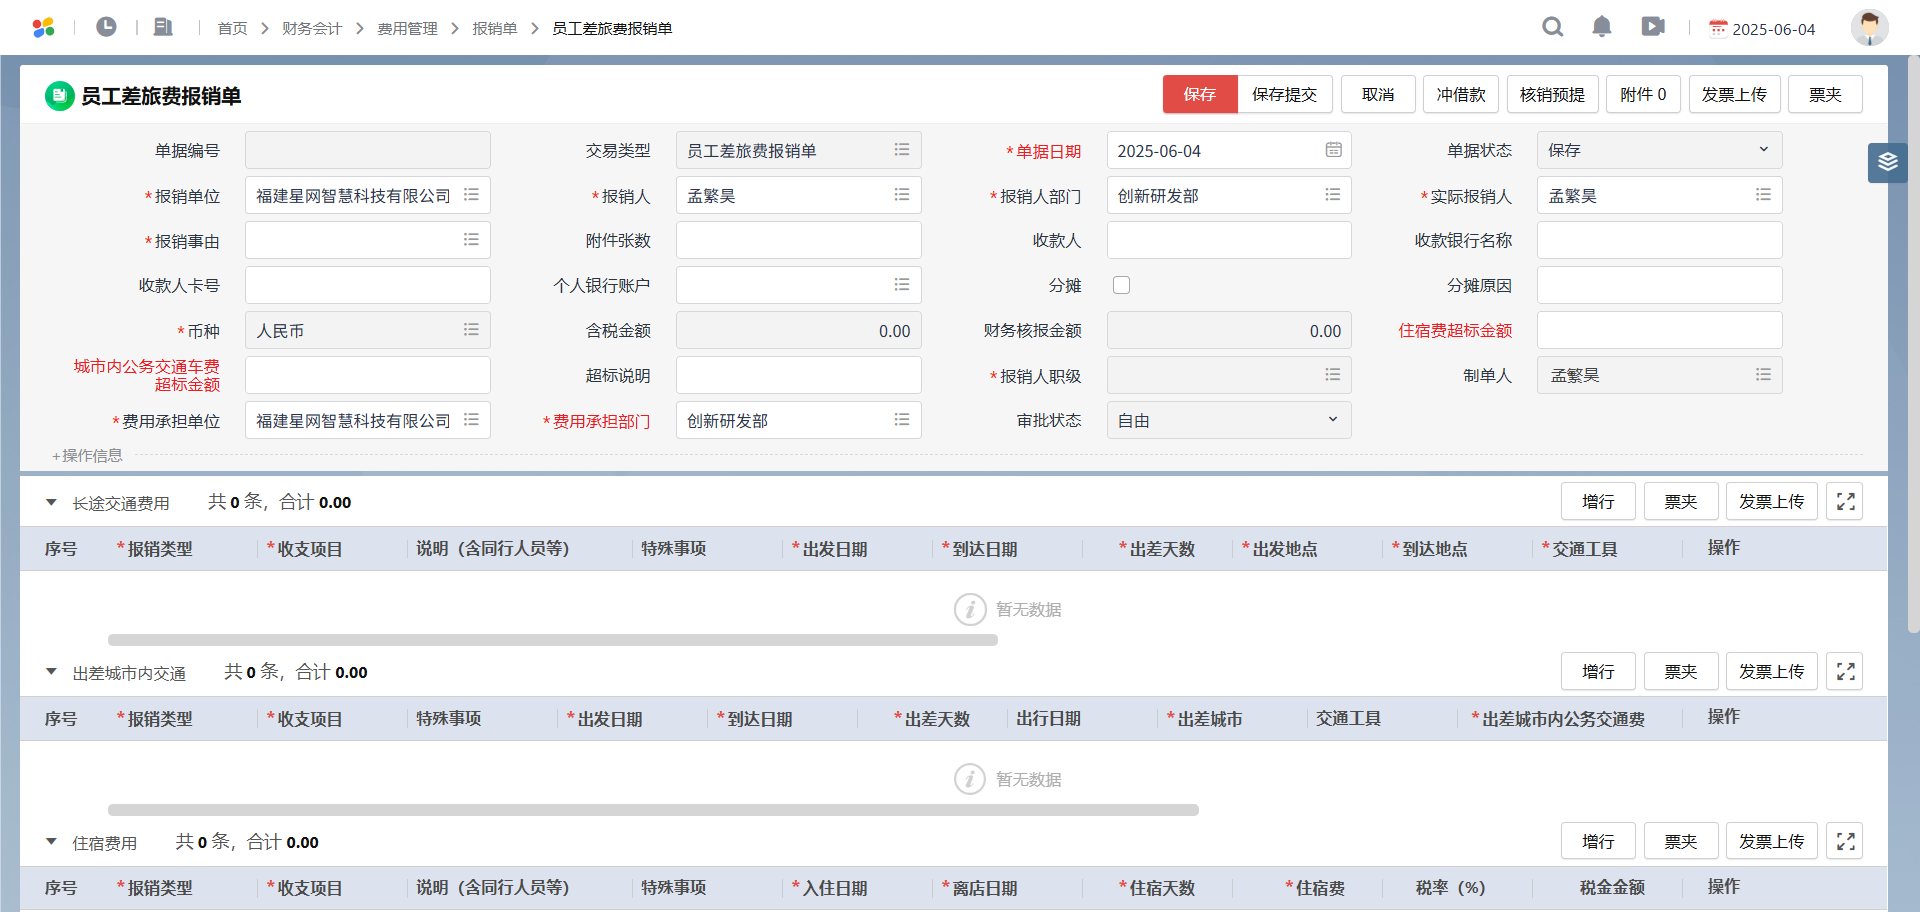 首页 > 财务会计 > 费用管理 > 报销单 > 员工差旅费报销单 2025-06-04
员工差旅费报销单 保存 保存提交 取消 冲借款 核销预提 附件 0 发票上传 票夹
单据编号 交易类型 员工差旅费报销单 *单据日期 2025-06-04 单据状态 保存
*报销单位 福建星网智慧科技有限公司 *报销人 孟繁昊 *报销人部门 创新研发部 *实际报销人 孟繁昊
*报销事由 附件张数 收款人 收款银行名称
收款人卡号 个人银行账户 分摊 分摊原因
*币种 人民币 含税金额 0.00 财务核报金额 0.00 住宿费超标金额
城市内公务交通车费
超标金额 超标说明 *报销人职级 制单人 孟繁昊
*费用承担单位 福建星网智慧科技有限公司 *费用承担部门 创新研发部 审批状态 自由
+操作信息
长途交通费用 共 0 条，合计 0.00 增行 票夹 发票上传
序号 *报销类型 *收支项目 说明（含同行人员等） 特殊事项 *出发日期 *到达日期 *出差天数 *出发地点 *到达地点 *交通工具 操作
暂无数据
出差城市内交通 共 0 条，合计 0.00 增行 票夹 发票上传
序号 *报销类型 *收支项目 特殊事项 *出发日期 *到达日期 *出差天数 出行日期 *出差城市 交通工具 *出差城市内公务交通费 操作
暂无数据
住宿费用 共 0 条，合计 0.00 增行 票夹 发票上传
序号 *报销类型 *收支项目 说明（含同行人员等） 特殊事项 *入住日期 *离店日期 *住宿天数 *住宿费 税率（%） 税金金额 操作